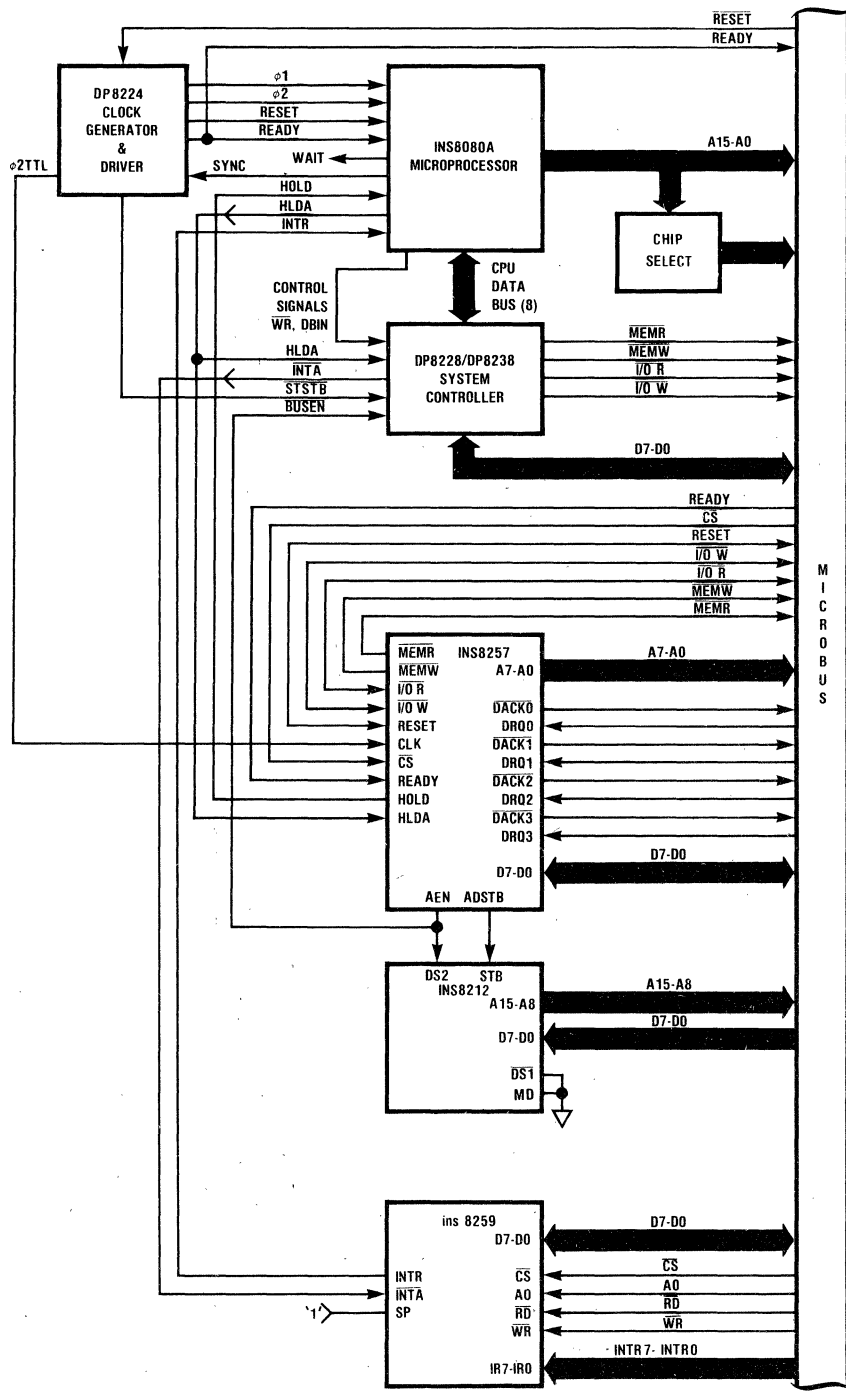 RESET
READY
DP8224
CLOCK
GENERATOR
&
DRIVER
φ1
φ2
RESET
READY
φ2TTL
SYNC
WAIT
HOLD
HLDA
INTR
INS8080A
MICROPROCESSOR
A15-A0
CHIP
SELECT
CONTROL
SIGNALS
WR, DBIN
CPU
DATA
BUS (8)
HLDA
INTA
STSTB
BUSEN
DP8228/DP8238
SYSTEM
CONTROLLER
MEMR
MEMW
I/O R
I/O W
D7-D0
READY
CS
RESET
I/O W
I/O R
MEMW
MEMR
MICROBUS
INS8257
MEMR
MEMW
I/O R
I/O W
RESET
CLK
CS
READY
HOLD
HLDA
A7-A0
DACK0
DRQ0
DACK1
DRQ1
DACK2
DRQ2
DACK3
DRQ3
D7-D0
A7-A0
D7-D0
AEN ADSTB
DS2 STB
INS8212
A15-A8
D7-D0
DS1
MD
A15-A8
D7-D0
ins 8259
D7-D0
INTR
INTA
SP
'1'
CS
A0
RD
WR
IR7-IR0
D7-D0
CS
A0
RD
WR
INTR7- INTR0